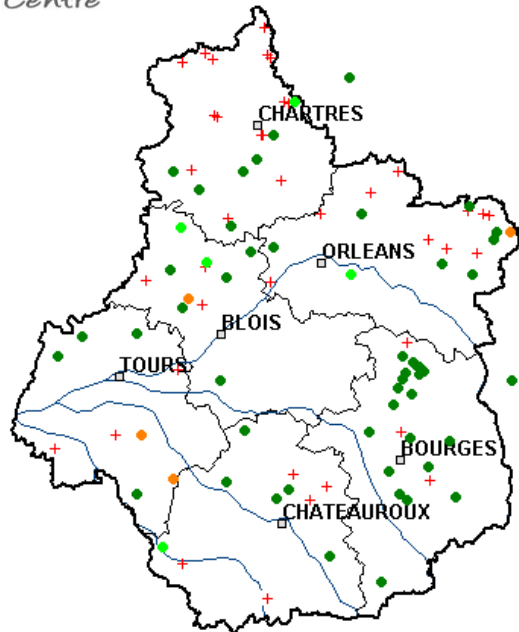 Centre
CHARTRES
ORLEANS
BLOIS
TOURS
BOURGES
CHATEAUROUX